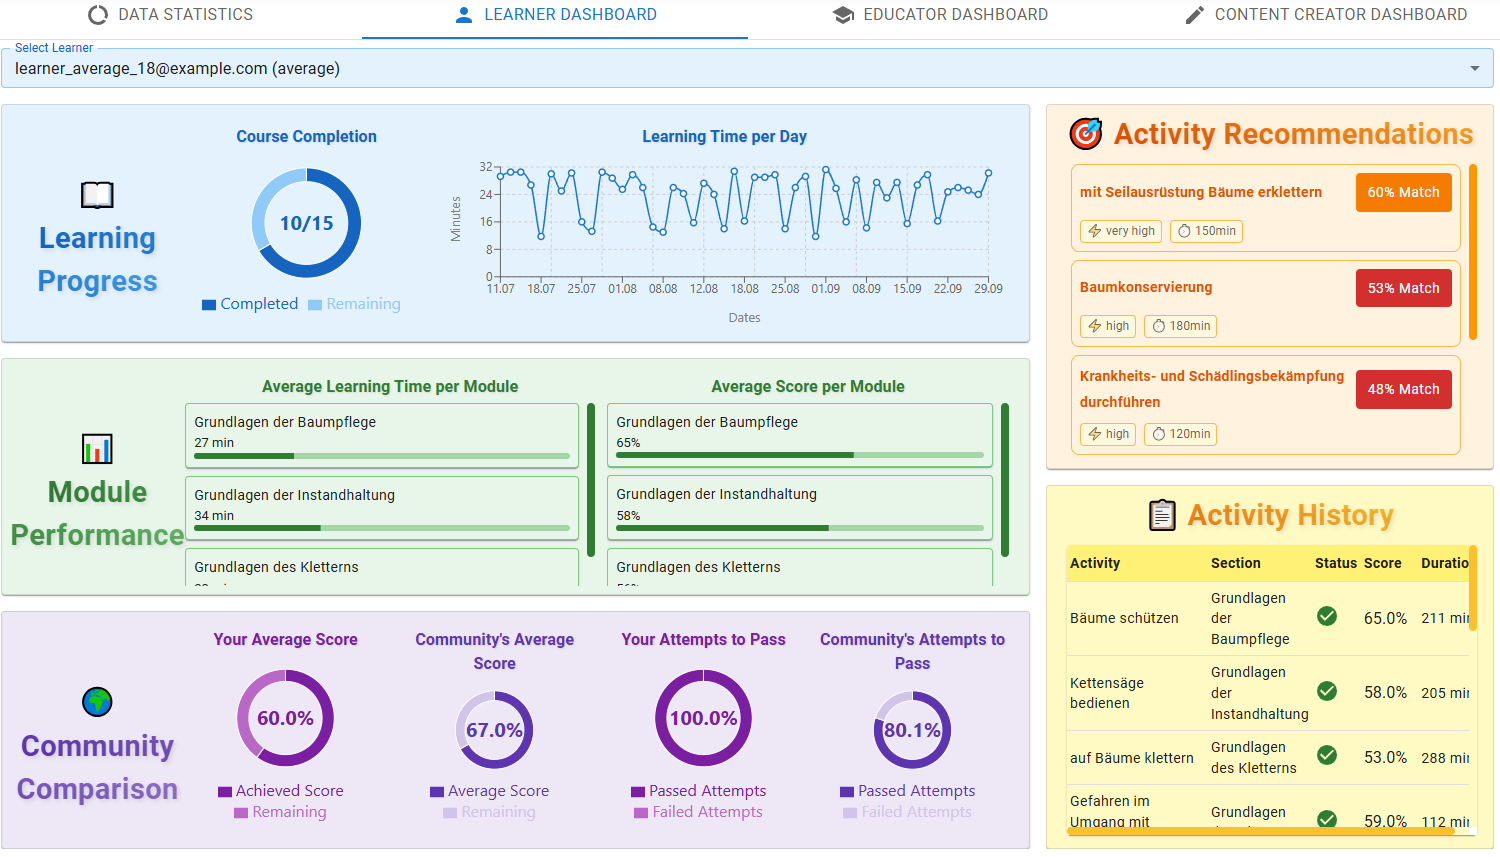 DATA STATISTICS
LEARNER DASHBOARD
EDUCATOR DASHBOARD
CONTENT CREATOR DASHBOARD
Select Learner
learner_average_18@example.com (average)
Learning
Progress
Course Completion
10/15
Completed
Remaining
Learning Time per Day
Minutes
32
24
16
8
0
11.07
18.07
25.07
01.08
08.08
12.08
18.08
25.08
01.09
08.09
15.09
22.09
29.09
Dates
Module
Performance
Average Learning Time per Module
Grundlagen der Baumpflege
27 min
Grundlagen der Instandhaltung
34 min
Grundlagen des Kletterns
Average Score per Module
Grundlagen der Baumpflege
65%
Grundlagen der Instandhaltung
58%
Grundlagen des Kletterns
Community
Comparison
Your Average Score
60.0%
Achieved Score
Remaining
Community's Average
Score
67.0%
Average Score
Remaining
Your Attempts to Pass
100.0%
Passed Attempts
Failed Attempts
Community's Attempts to
Pass
80.1%
Passed Attempts
Failed Attempts
Activity Recommendations
mit Seilausrüstung Bäume erklettern
60% Match
very high
150min
Baumkonservierung
53% Match
high
180min
Krankheits- und Schädlingsbekämpfung
durchführen
48% Match
high
120min
Activity History
Activity Section Status Score Duratio
Bäume schützen
Grundlagen
der
Baumpflege
65.0%
211 min
Kettensäge
bedienen
Grundlagen
der
Instandhaltung
58.0%
205 min
auf Bäume klettern
Grundlagen
des Kletterns
53.0%
288 min
Gefahren im
Umgang mit
Grundlagen
59.0%
112 min